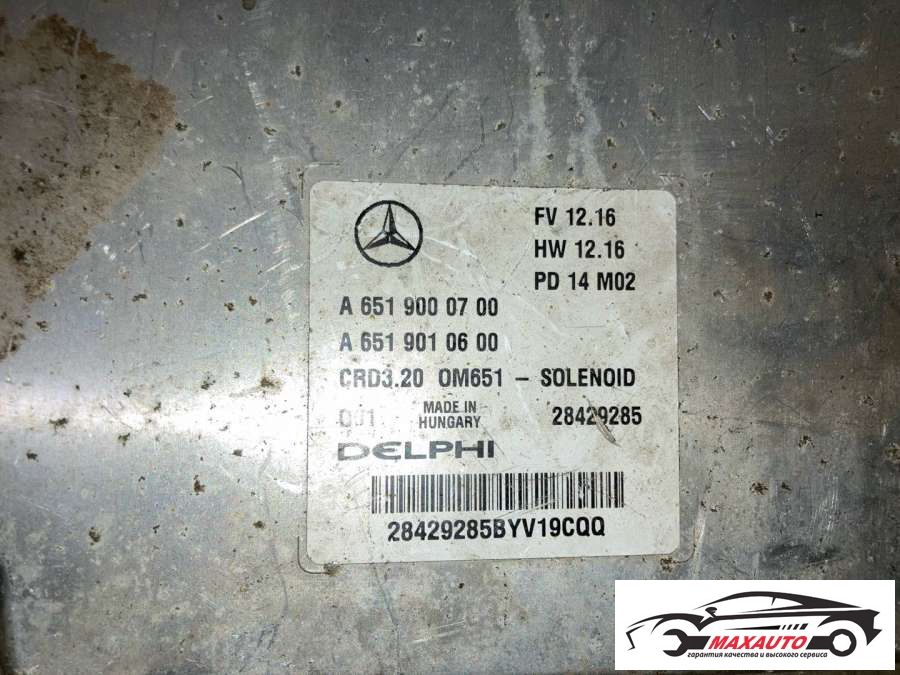 FV 12.16
HW 12.16
PD 14 M02
A 651 900 07 00
A 651 901 06 00
CRD3.20 OM651 – SOLENOID
MADE IN
HUNGARY
28429285
DELPHI
28429285BYV19CQQ
MAXAUTO
гарантия качества и высокого сервиса